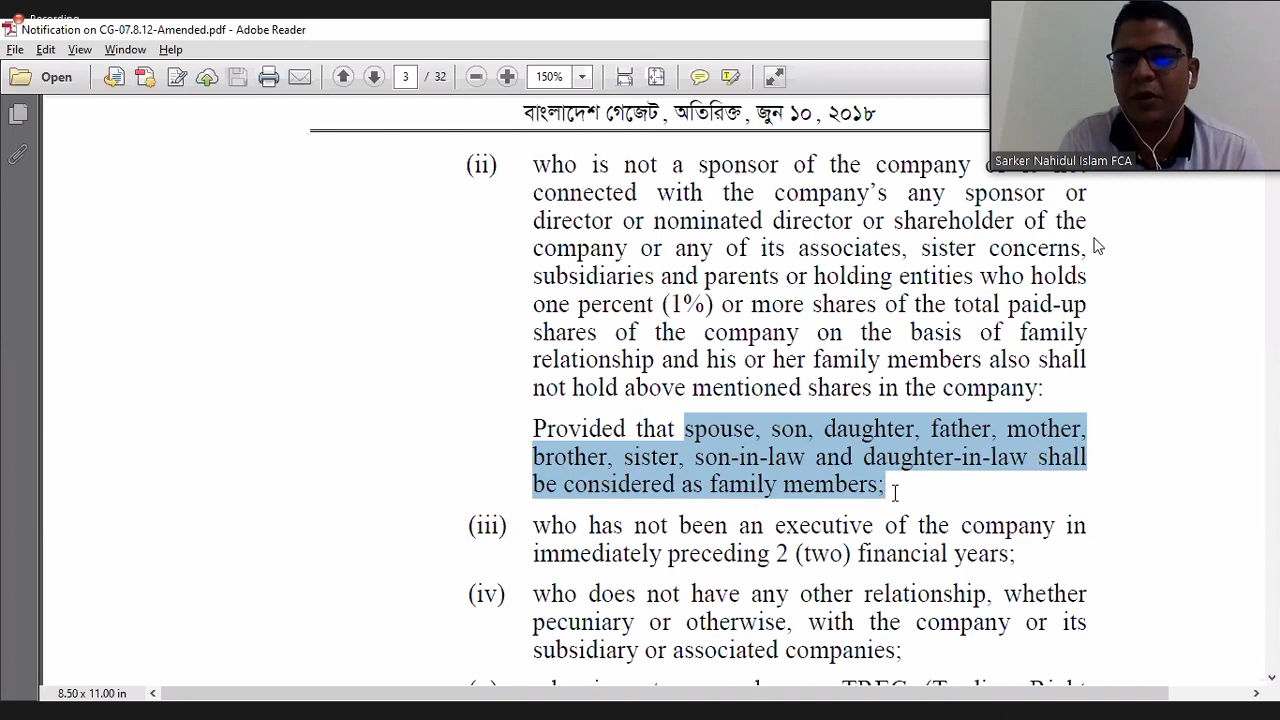 Recording
Notification on CG-07.8.12-Amended.pdf - Adobe Reader
File Edit View Window Help
Open 3 / 32 150%
Sarker Nahidul Islam FCA
বাংলাদেশ গেজেট, অতিরিক্ত, জুন ১০, ২০১৮
(ii) who is not a sponsor of the company
connected with the company's any sponsor or
director or nominated director or shareholder of the
company or any of its associates, sister concerns,
subsidiaries and parents or holding entities who holds
one percent (1%) or more shares of the total paid-up
shares of the company on the basis of family
relationship and his or her family members also shall
not hold above mentioned shares in the company:
Provided that spouse, son, daughter, father, mother,
brother, sister, son-in-law and daughter-in-law shall
be considered as family members;
(iii) who has not been an executive of the company in
immediately preceding 2 (two) financial years;
(iv) who does not have any other relationship, whether
pecuniary or otherwise, with the company or its
subsidiary or associated companies;
8.50 x 11.00 in